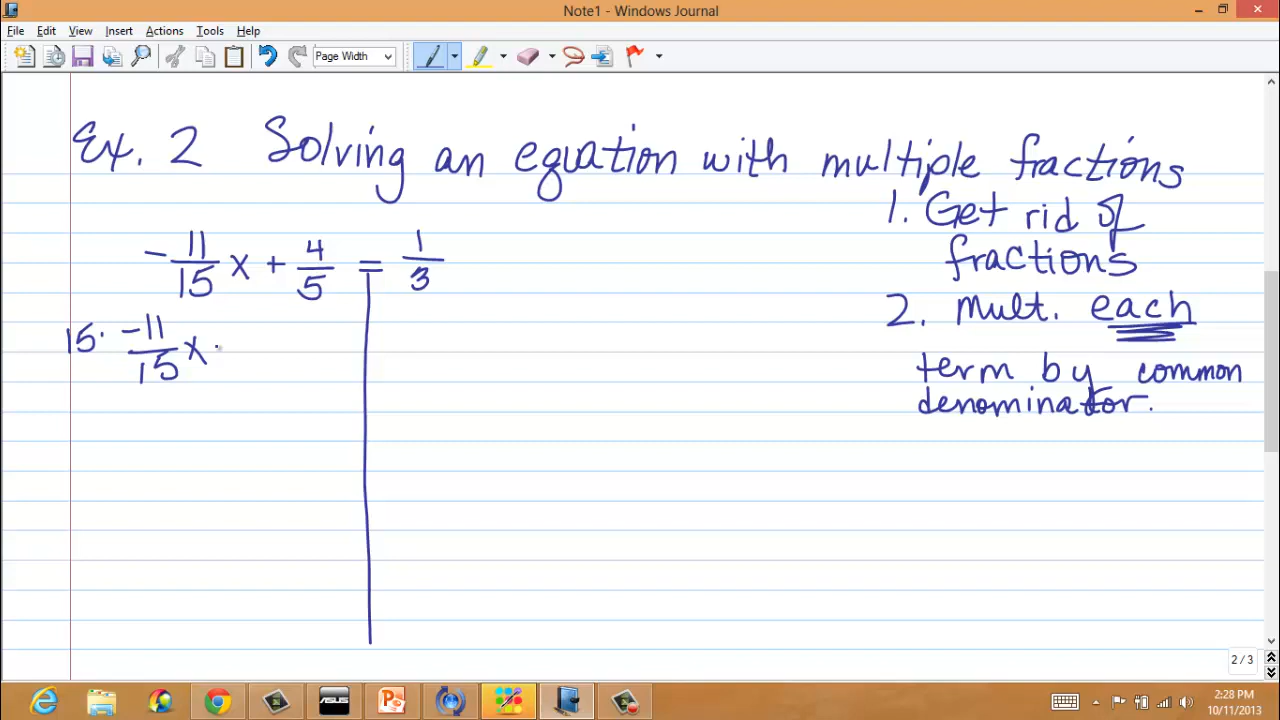 Note1 - Windows Journal
File Edit View Insert Actions Tools Help
Page Width
Ex. 2 Solving an equation with multiple fractions
1. Get rid of
fractions
- 11/15 x + 4/5 = 1/3
2. Mult. each
term by common
denominator.
15 · -11/15 x
2 / 3
ASUS
2:28 PM
10/11/2013